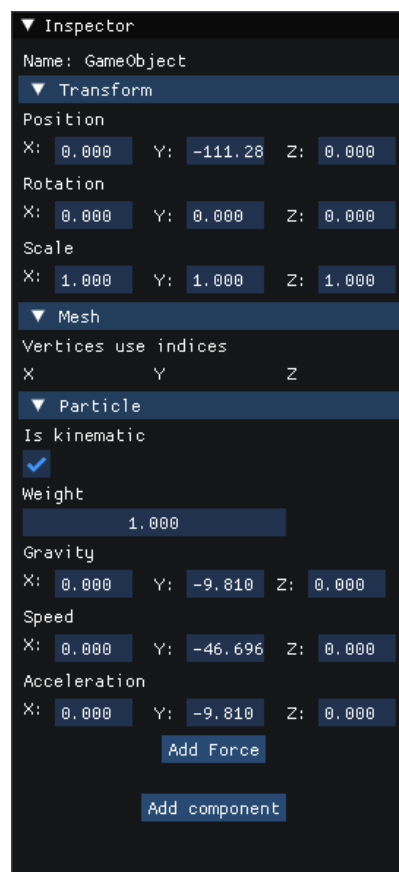 Inspector
Name: GameObject
Transform
Position
X: 0.000 Y: -111.28 Z: 0.000
Rotation
X: 0.000 Y: 0.000 Z: 0.000
Scale
X: 1.000 Y: 1.000 Z: 1.000
Mesh
Vertices use indices
X Y Z
Particle
Is kinematic
Weight
1.000
Gravity
X: 0.000 Y: -9.810 Z: 0.000
Speed
X: 0.000 Y: -46.696 Z: 0.000
Acceleration
X: 0.000 Y: -9.810 Z: 0.000
Add Force
Add component